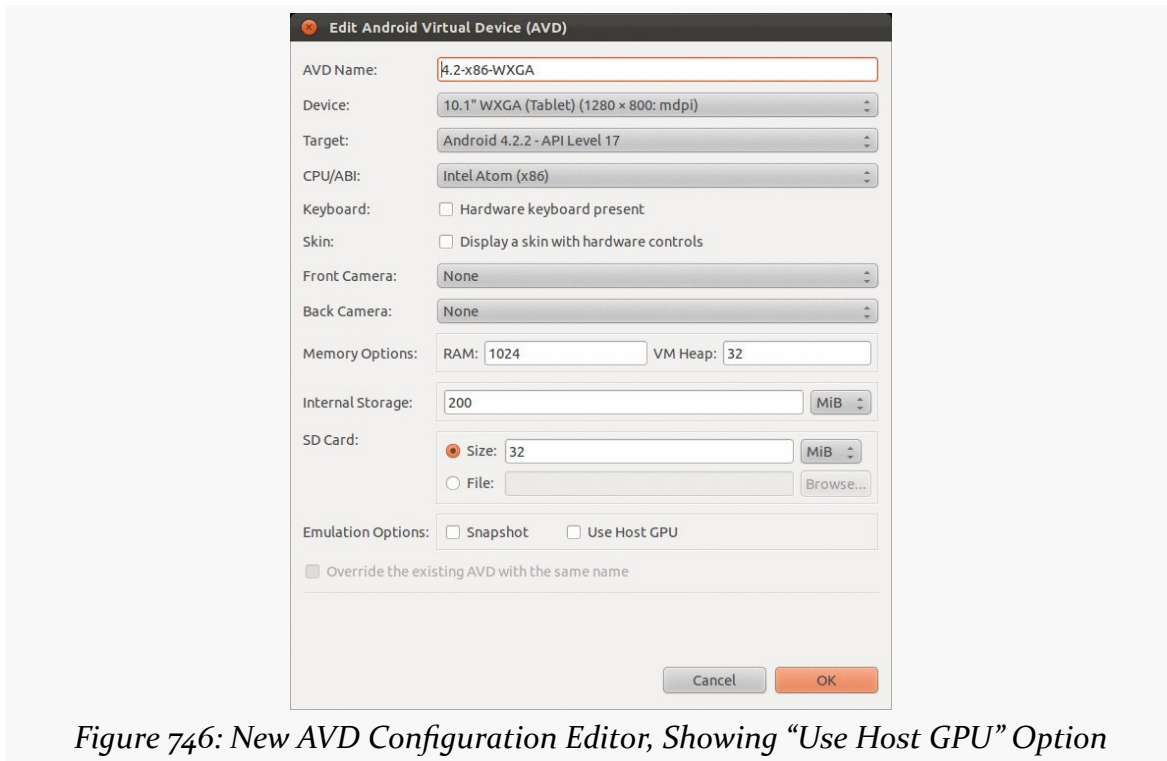 Edit Android Virtual Device (AVD)
AVD Name: 4.2-x86-WXGA
Device: 10.1" WXGA (Tablet) (1280 × 800: mdpi)
Target: Android 4.2.2 - API Level 17
CPU/ABI: Intel Atom (x86)
Keyboard: Hardware keyboard present
Skin: Display a skin with hardware controls
Front Camera: None
Back Camera: None
Memory Options: RAM: 1024 VM Heap: 32
Internal Storage: 200 MiB
SD Card:
Size: 32 MiB
File: Browse...
Emulation Options: Snapshot Use Host GPU
Override the existing AVD with the same name
Cancel OK
Figure 746: New AVD Configuration Editor, Showing “Use Host GPU” Option